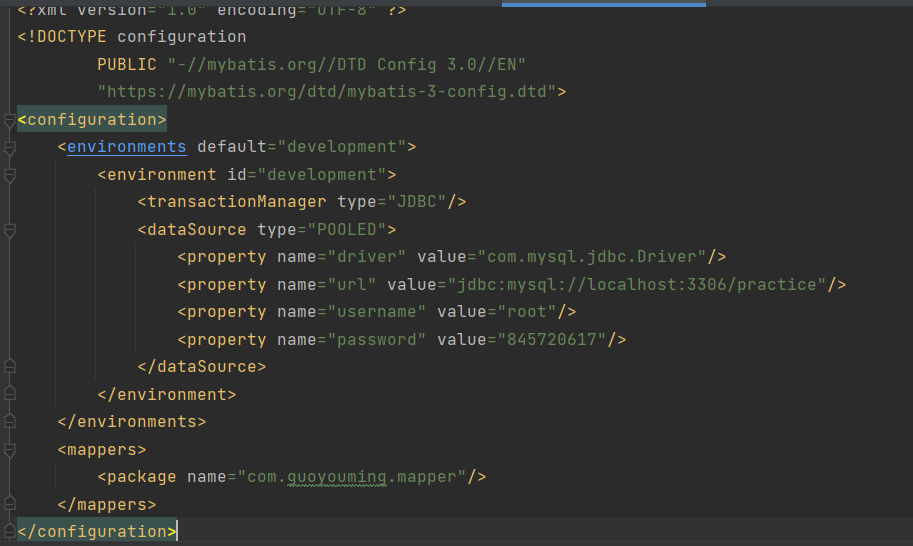 <?xml version="1.0" encoding="UTF-8" ?>
<!DOCTYPE configuration
        PUBLIC "-//mybatis.org//DTD Config 3.0//EN"
        "https://mybatis.org/dtd/mybatis-3-config.dtd">
<configuration>
    <environments default="development">
        <environment id="development">
            <transactionManager type="JDBC"/>
            <dataSource type="POOLED">
                <property name="driver" value="com.mysql.jdbc.Driver"/>
                <property name="url" value="jdbc:mysql://localhost:3306/practice"/>
                <property name="username" value="root"/>
                <property name="password" value="845720617"/>
            </dataSource>
        </environment>
    </environments>
    <mappers>
        <package name="com.guoyouming.mapper"/>
    </mappers>
</configuration>